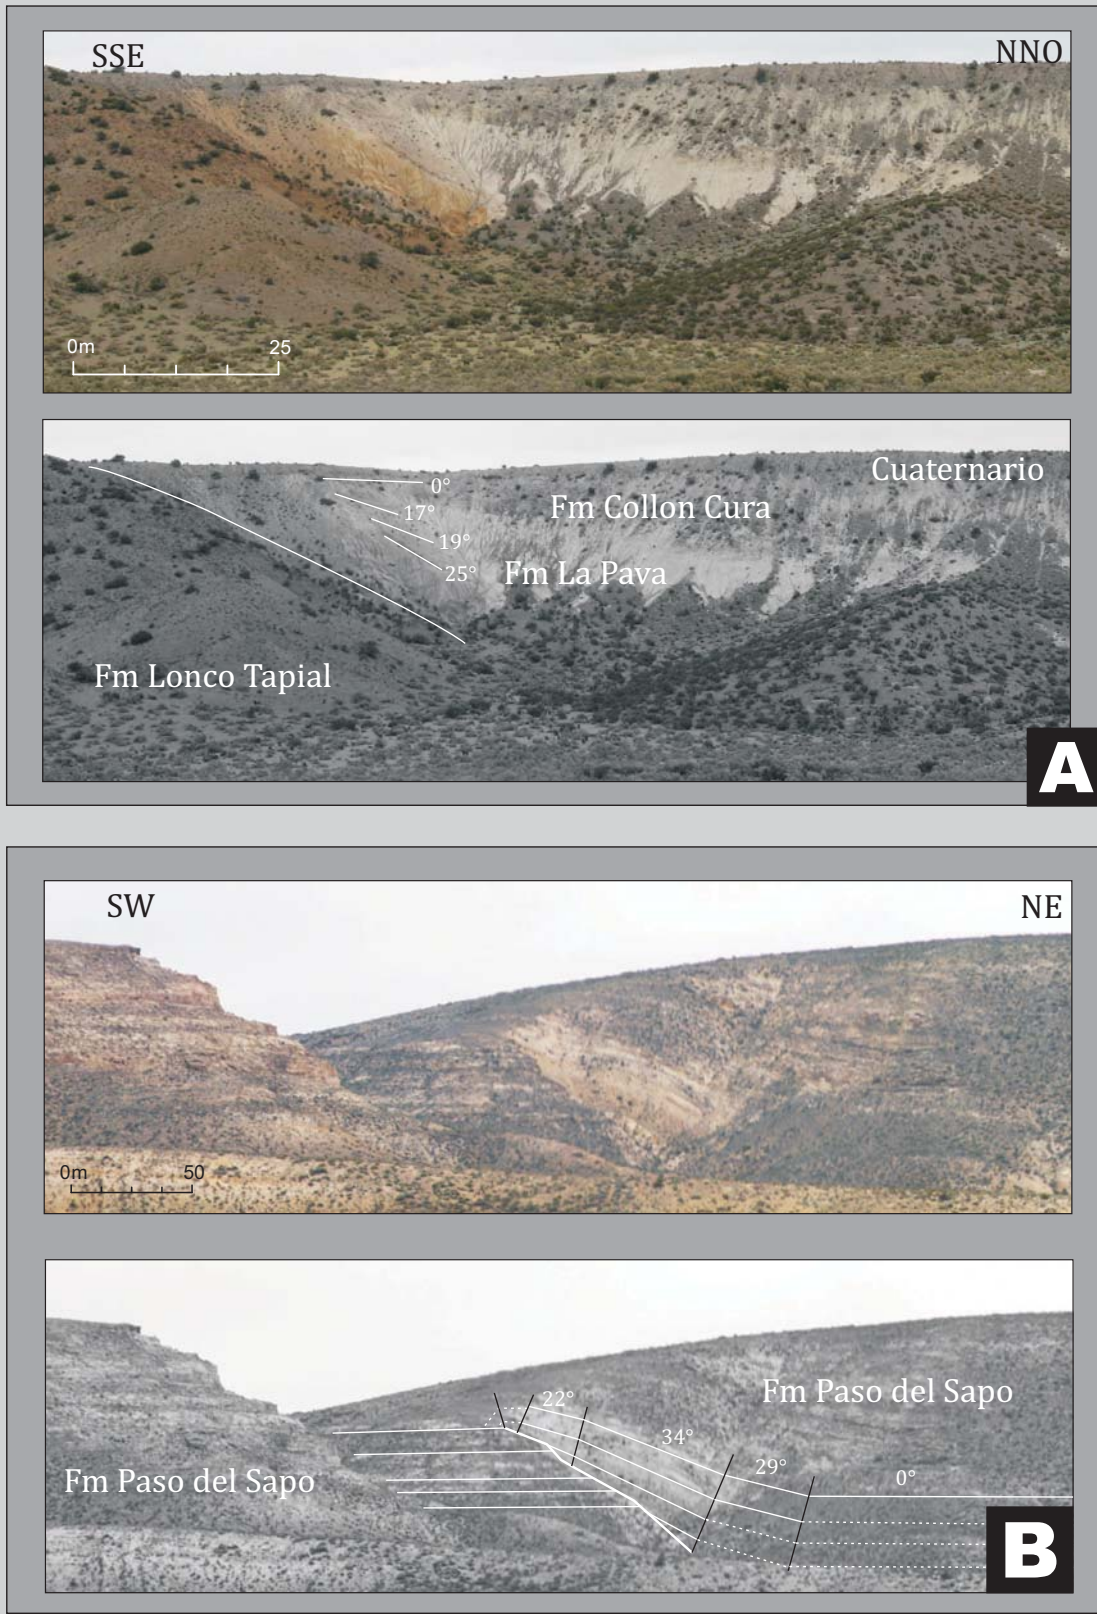 SSE
NNO
0m 25
Cuaternario
0°
Fm Collon Cura
17°
19°
25°
Fm La Pava
Fm Lonco Tapial
A
SW
NE
0m 50
22°
Fm Paso del Sapo
34°
29°
0°
Fm Paso del Sapo
B